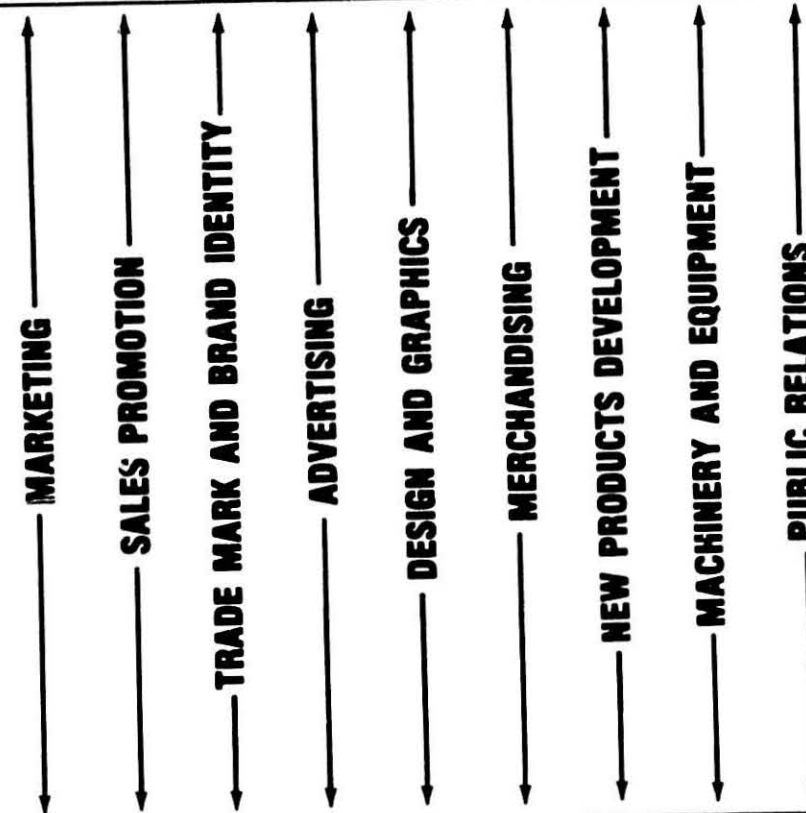 MARKETING
SALES PROMOTION
TRADE MARK AND BRAND IDENTITY
ADVERTISING
DESIGN AND GRAPHICS
MERCHANDISING
NEW PRODUCTS DEVELOPMENT
MACHINERY AND EQUIPMENT
PUBLIC RELATIONS